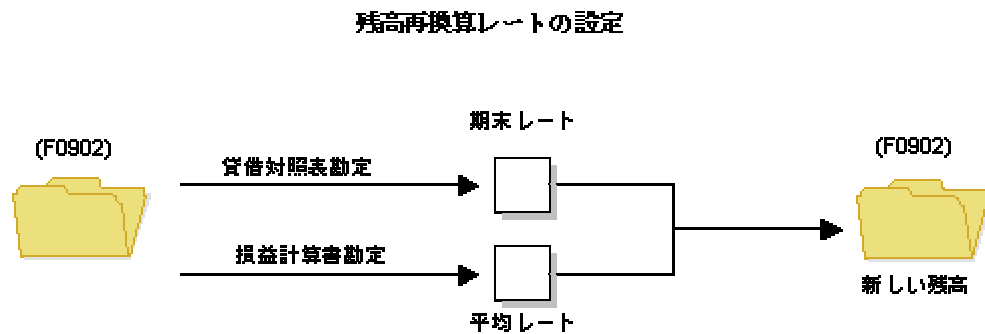 残高再換算レートの設定
期末レート
(F0902)
(F0902)
貸借対照表勘定
損益計算書勘定
新しい残高
平均レート